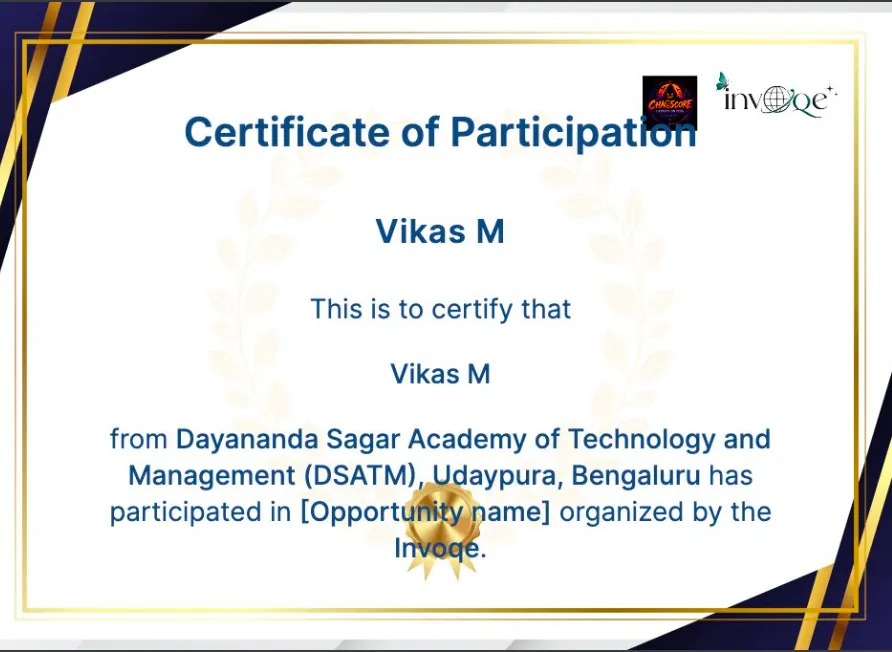 CHAOSCORE
invoqe
Certificate of Participation
Vikas M
This is to certify that
Vikas M
from Dayananda Sagar Academy of Technology and
Management (DSATM), Udaypura, Bengaluru has
participated in [Opportunity name] organized by the
Invoqe.